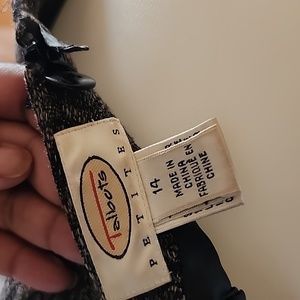 Talbots
PETITES
14
MADE IN
CHINA
FABRIQUÉ EN
CHINE